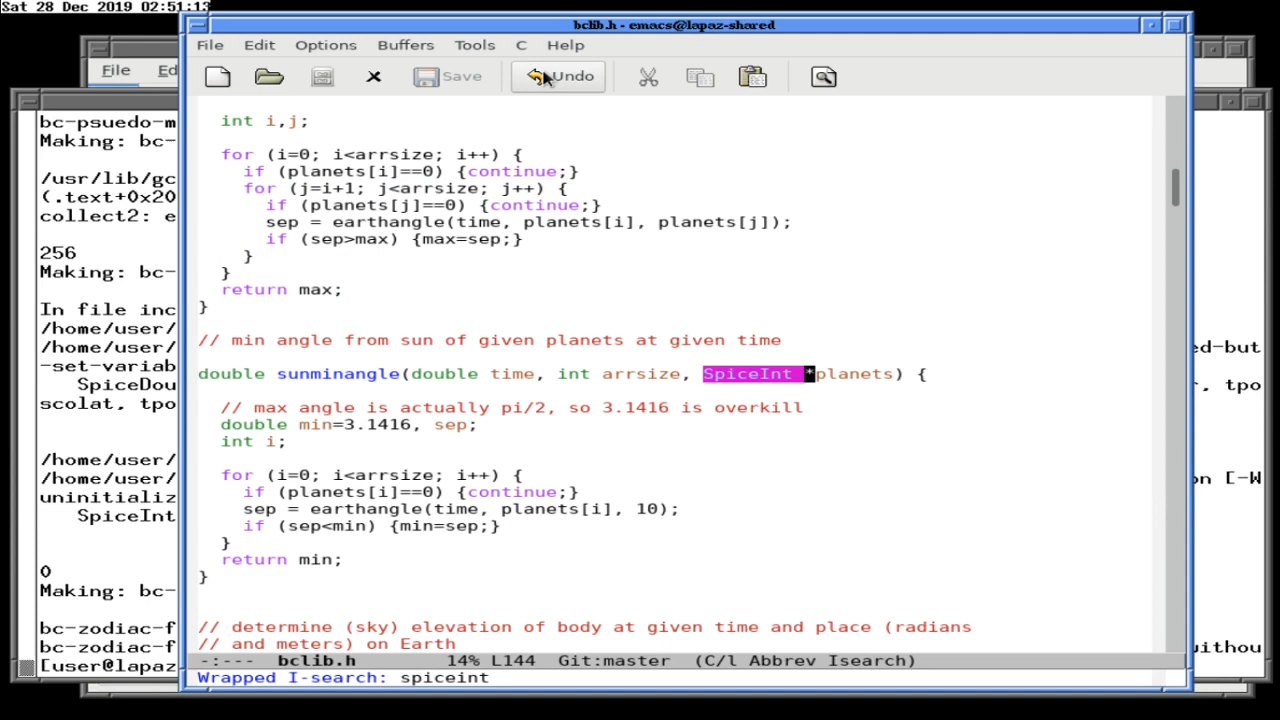 Sat 28 Dec 2019 02:51:13
bclib.h - emacs@lapaz-shared
File Edit Options Buffers Tools C Help
File Ed
Save Undo
int i,j;
for (i=0; i<arrsize; i++) {
if (planets[i]==0) {continue;}
for (j=i+1; j<arrsize; j++) {
if (planets[j]==0) {continue;}
sep = earthangle(time, planets[i], planets[j]);
if (sep>max) {max=sep;}
}
}
return max;
}
// min angle from sun of given planets at given time
double sunminangle(double time, int arrsize, SpiceInt *planets) {
// max angle is actually pi/2, so 3.1416 is overkill
double min=3.1416, sep;
int i;
for (i=0; i<arrsize; i++) {
if (planets[i]==0) {continue;}
sep = earthangle(time, planets[i], 10);
if (sep<min) {min=sep;}
}
return min;
}
// determine (sky) elevation of body at given time and place (radians
// and meters) on Earth
-:--- bclib.h 14% L144 Git:master (C/l Abbrev Isearch)
Wrapped I-search: spiceint
bc-psuedo-m
Making: bc-
/usr/lib/gc
(.text+0x20
collect2: e
256
Making: bc-
In file inc
/home/user/
/home/user/ ed-but
-set-variab
SpiceDou r, tpo
scolat, tpo
/home/user/
/home/user/ on [-W
uninitializ
SpiceInt
0
Making: bc-
bc-zodiac-f
bc-zodiac-f withou
[user@lapaz